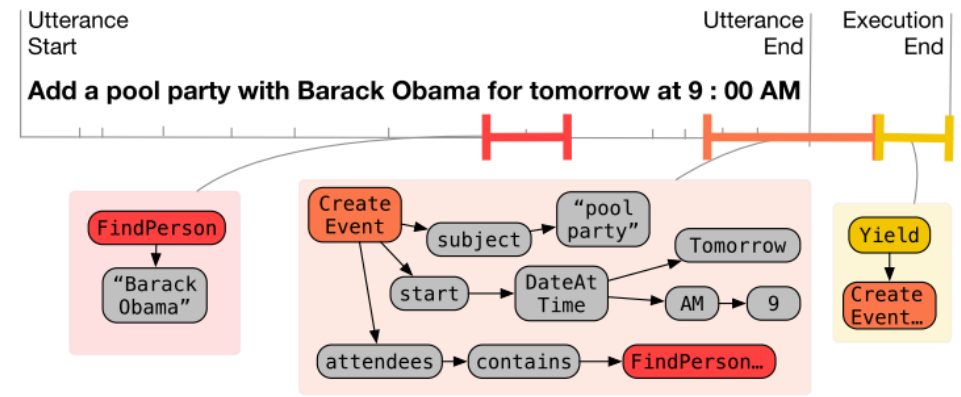 Utterance
Start
Utterance
End
Execution
End
Add a pool party with Barack Obama for tomorrow at 9 : 00 AM
FindPerson
“Barack
Obama”
Create
Event
subject
“pool
party”
start
DateAt
Time
Tomorrow
AM
9
attendees
contains
FindPerson…
Yield
Create
Event…